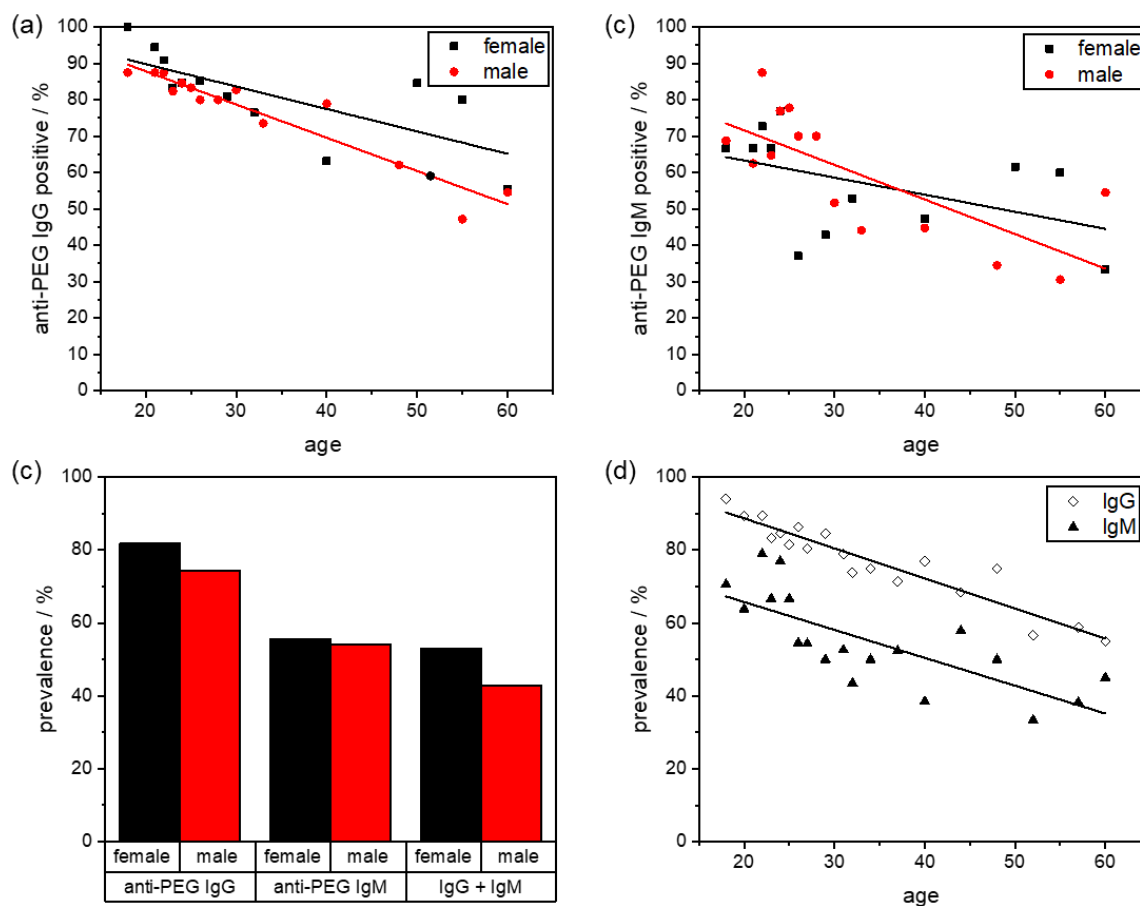 (a)
100
90
80
70
60
50
40
30
20
10
0
anti-PEG IgG positive / %
female
male
20
30
40
50
60
age
(c)
100
90
80
70
60
50
40
30
20
10
0
anti-PEG IgM positive / %
female
male
20
30
40
50
60
age
(c)
100
80
60
40
20
0
prevalence / %
female male female male female male
anti-PEG IgG anti-PEG IgM IgG + IgM
(d)
100
80
60
40
20
0
prevalence / %
IgG
IgM
20
30
40
50
60
age